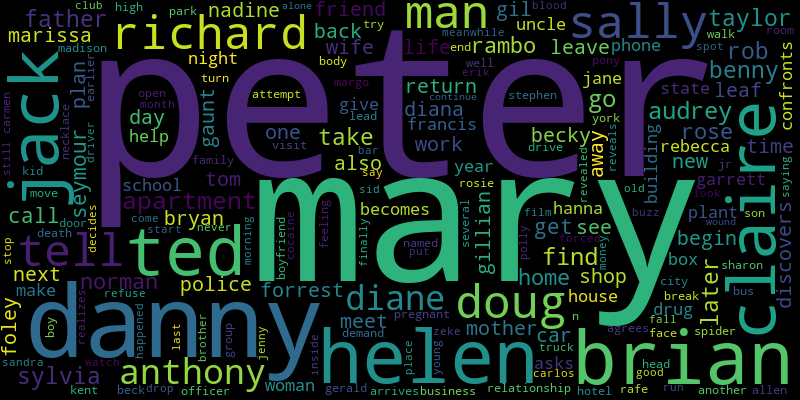 club high park nadine gil alone try blood
father friend man sally meanwhile room
marissa richard back uncle end walk taylor
madison night wife life rambo leave phone rob spot
jack plan earlier turn body well pony benny confronts
peter
open month attempt margo erik jane state leaf
necklace day gaunt give diana return go audrey
still carmen seymour driver help one lead francis continue stephen york rose
visit take work becky away building rebecca time
kid school family bar say year drive reveals new jr
tom also sid rosie revealed garrett look claire
move apartment mary hanna old plant saying
call door bryan becomes several film buzz son discovers
death come never feeling named gillian get see begin wound
stop tell start boyfriend cocaine finally put polly forced money find box sharon
decides ted morning shop city
next norman police home house bus later
foley make refuse forrest diane doug drug break
danny realizes meet mother n agrees fall spider
boy happened last brother group jenny pregnant zeke car face
sandra watch inside demand place young helen truck asks brian head
sylvia anthony woman carlos good
kent beck drop officer gerald arrives business relationship hotel rafe run another allen